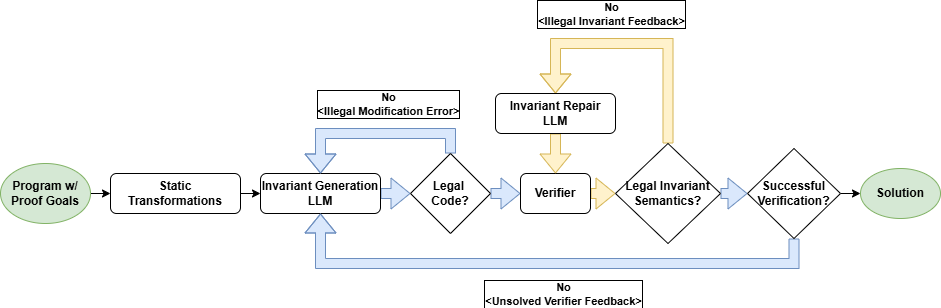 No
<Illegal Invariant Feedback>
No
<Illegal Modification Error>
Invariant Repair
LLM
Program w/
Proof Goals
Static
Transformations
Invariant Generation
LLM
Legal
Code?
Verifier
Legal Invariant
Semantics?
Successful
Verification?
Solution
No
<Unsolved Verifier Feedback>